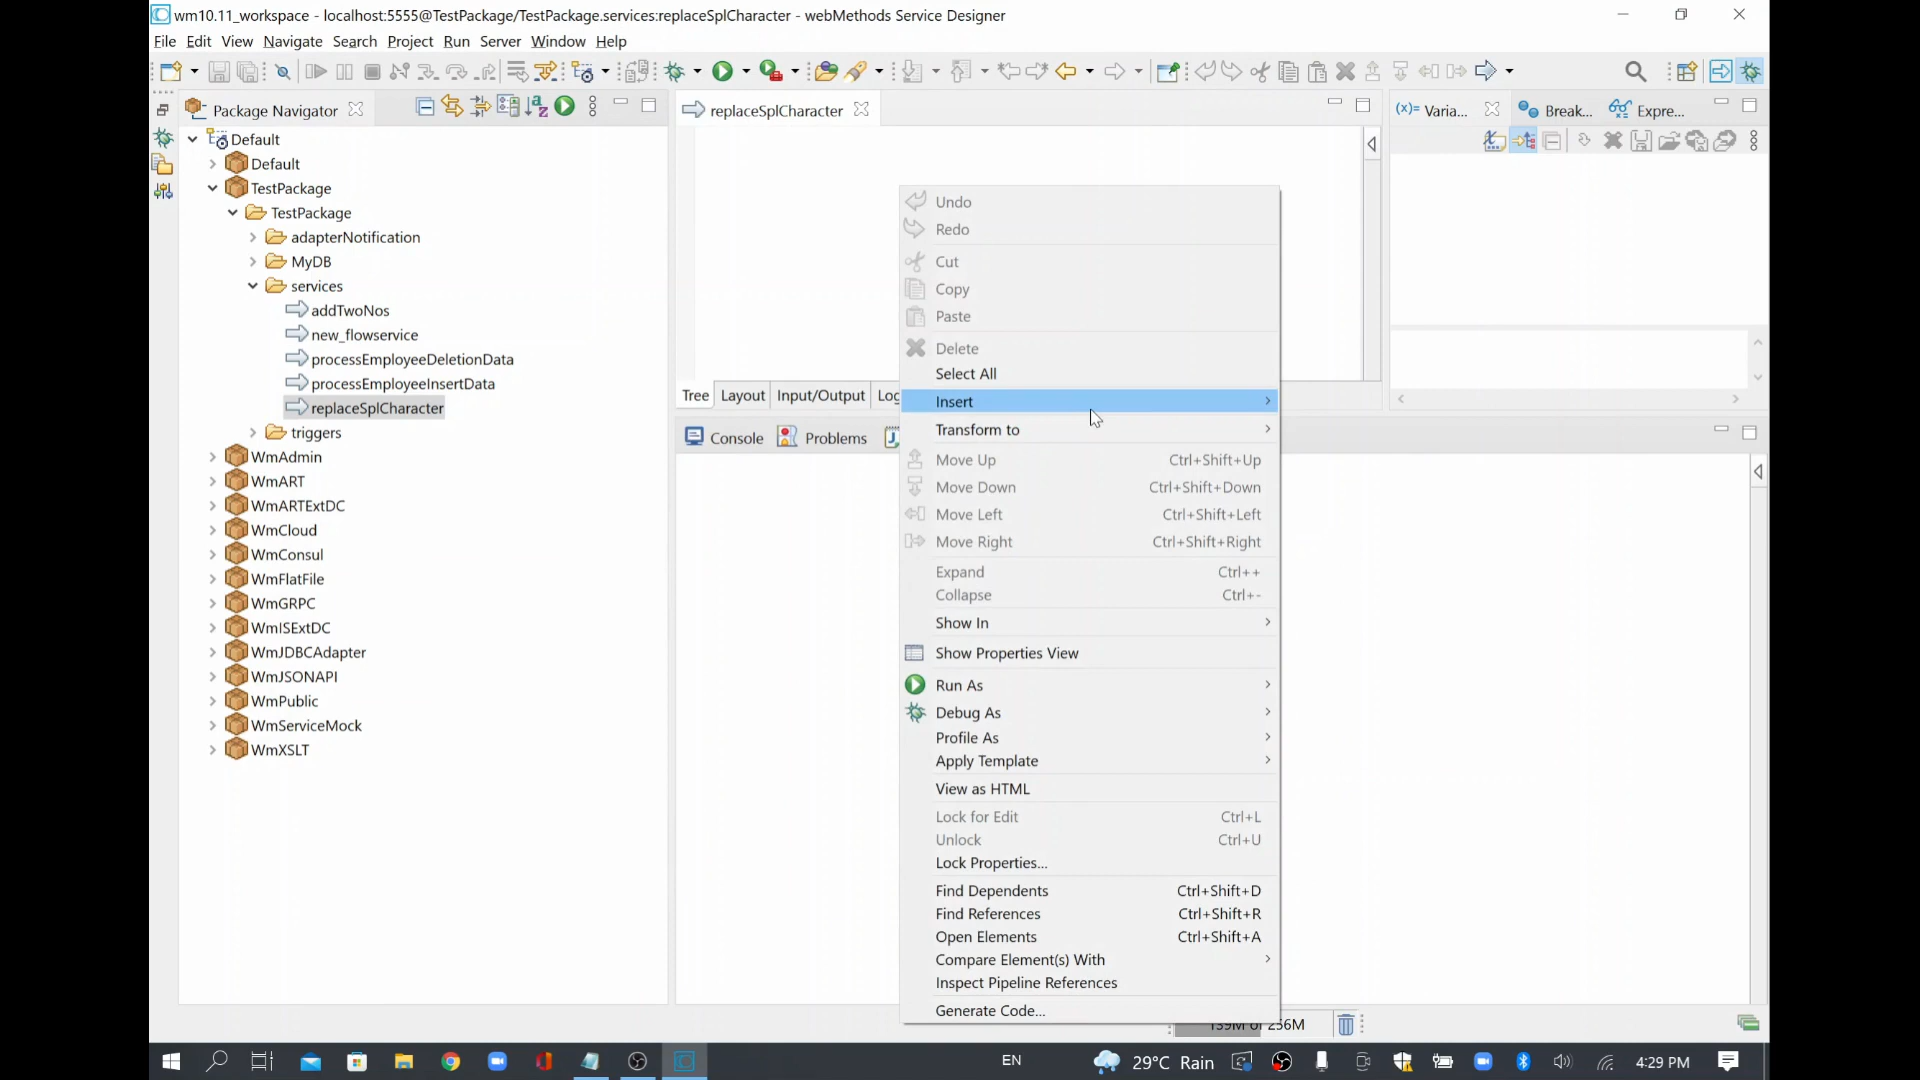 wm10.11_workspace - localhost:5555@TestPackage/TestPackage.services:replaceSplCharacter - webMethods Service Designer
File Edit View Navigate Search Project Run Server Window Help
Package Navigator
replaceSplCharacter
(x)= Varia...
Break...
Expre...
Default
Default
TestPackage
TestPackage
adapterNotification
MyDB
services
addTwoNos
new_flowservice
processEmployeeDeletionData
processEmployeeInsertData
replaceSplCharacter
triggers
WmAdmin
WmART
WmARTExtDC
WmCloud
WmConsul
WmFlatFile
WmGRPC
WmISExtDC
WmJDBCAdapter
WmJSONAPI
WmPublic
WmServiceMock
WmXSLT
Tree Layout Input/Output Log
Console Problems
Undo
Redo
Cut
Copy
Paste
Delete
Select All
Insert
Transform to
Move Up Ctrl+Shift+Up
Move Down Ctrl+Shift+Down
Move Left Ctrl+Shift+Left
Move Right Ctrl+Shift+Right
Expand Ctrl++
Collapse Ctrl+-
Show In
Show Properties View
Run As
Debug As
Profile As
Apply Template
View as HTML
Lock for Edit Ctrl+L
Unlock Ctrl+U
Lock Properties...
Find Dependents Ctrl+Shift+D
Find References Ctrl+Shift+R
Open Elements Ctrl+Shift+A
Compare Element(s) With
Inspect Pipeline References
Generate Code...
139M of 256M
EN
29°C Rain
4:29 PM